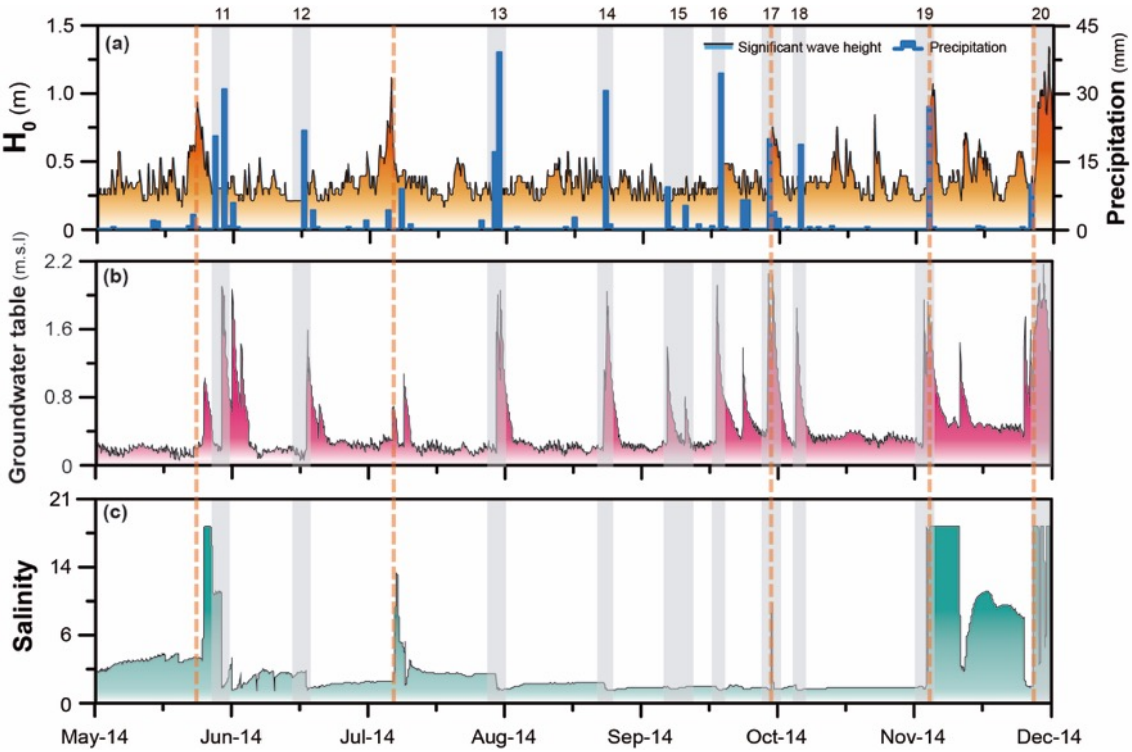 11 12 13 14 15 16 17 18 19 20
(a)
Significant wave height Precipitation
H₀ (m)
1.5
1.0
0.5
0
Precipitation (mm)
45
30
15
0
(b)
Groundwater table (m.s.l)
2.2
1.6
0.8
0
(c)
Salinity
21
14
6
0
May-14 Jun-14 Jul-14 Aug-14 Sep-14 Oct-14 Nov-14 Dec-14